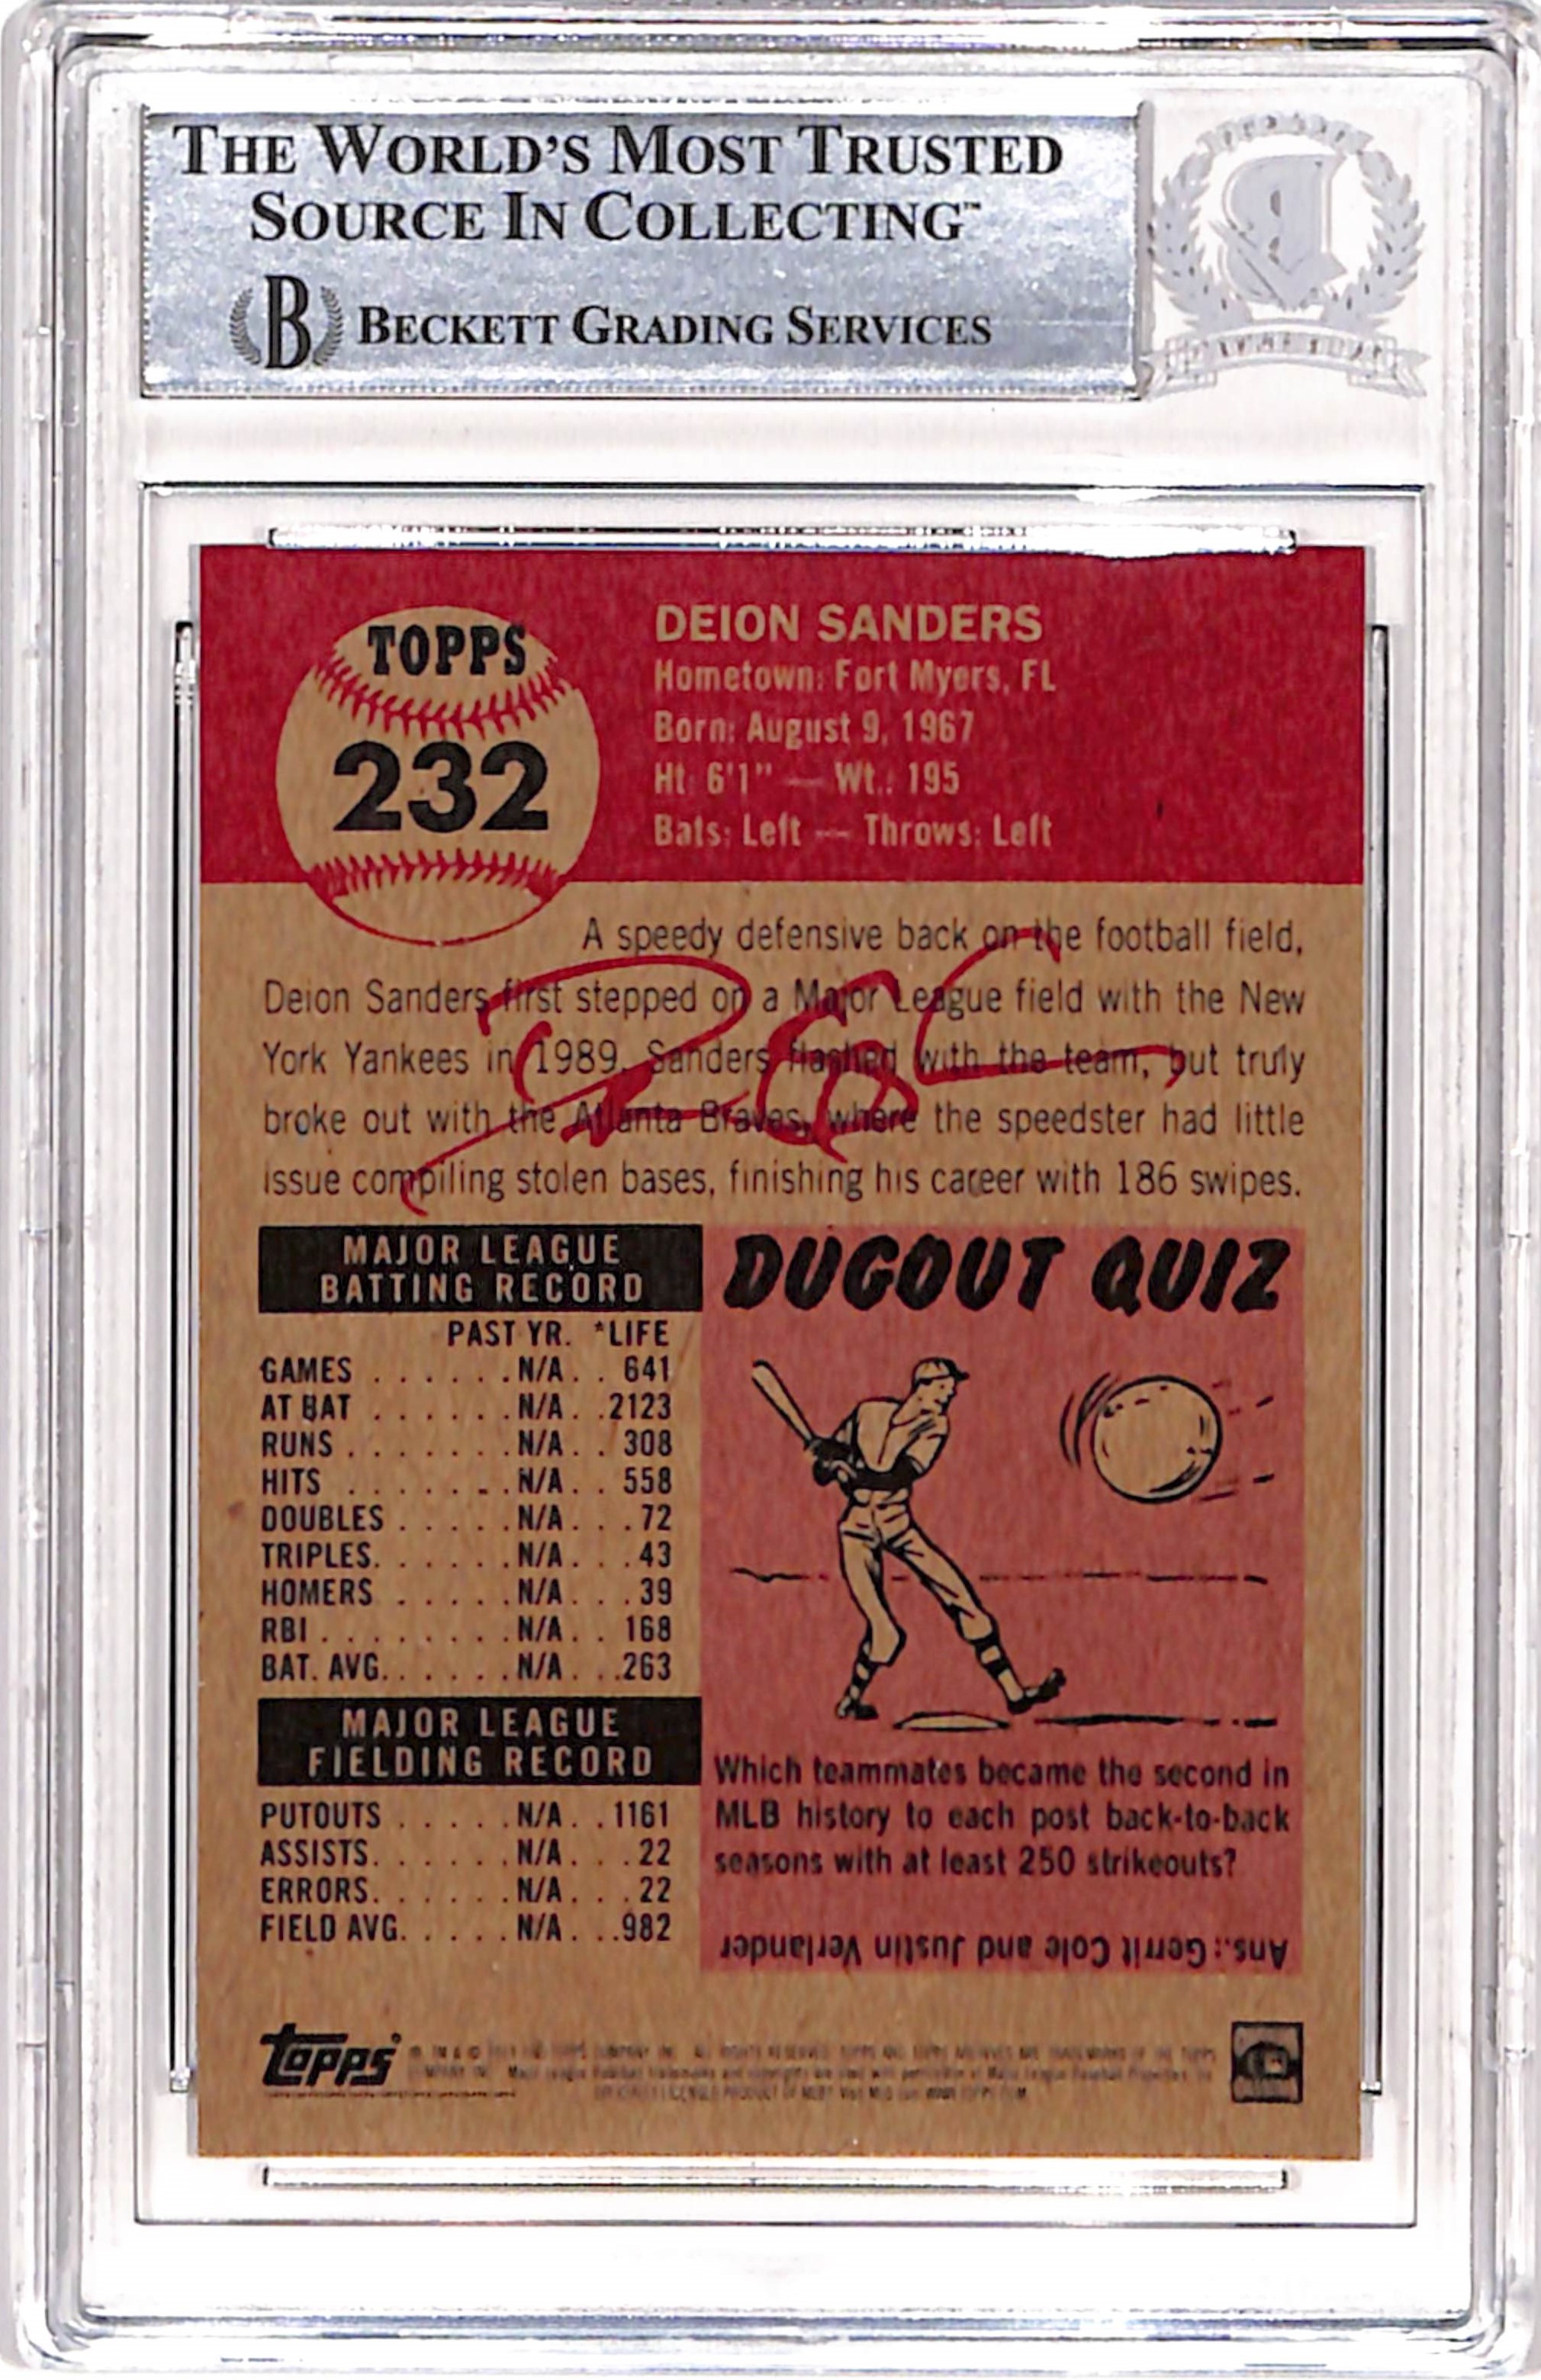 THE WORLD'S MOST TRUSTED
SOURCE IN COLLECTING™
B BECKETT GRADING SERVICES
TOPPS
232
DEION SANDERS
Hometown: Fort Myers, FL
Born: August 9, 1967
Ht: 6'1" — Wt.: 195
Bats: Left — Throws: Left
A speedy defensive back on the football field,
Deion Sanders first stepped on a Major League field with the New
York Yankees in 1989. Sanders flashed with the team, but truly
broke out with the Atlanta Braves, where the speedster had little
issue compiling stolen bases, finishing his career with 186 swipes.
MAJOR LEAGUE
BATTING RECORD
PAST YR. *LIFE
GAMES . . . . . . N/A . . 641
AT BAT . . . . . . N/A . . 2123
RUNS . . . . . . . N/A . . 308
HITS . . . . . . . N/A . . 558
DOUBLES . . . . . N/A . . . 72
TRIPLES. . . . . . N/A . . . 43
HOMERS . . . . . N/A . . . 39
RBI . . . . . . . . N/A . . 168
BAT. AVG. . . . . . N/A . . .263
MAJOR LEAGUE
FIELDING RECORD
PUTOUTS . . . . . N/A . . 1161
ASSISTS. . . . . . N/A . . . 22
ERRORS. . . . . . N/A . . . 22
FIELD AVG. . . . . N/A . . .982
DUGOUT QUIZ
Which teammates became the second in
MLB history to each post back-to-back
seasons with at least 250 strikeouts?
Ans.: Gerrit Cole and Justin Verlander
topps®